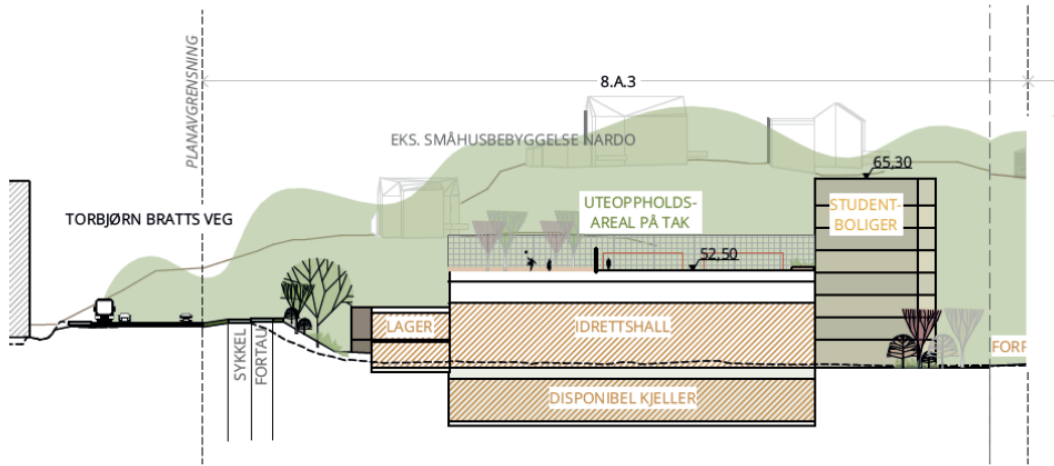 PLANAVGRENSNING
8.A.3
EKS. SMÅHUSBEBYGGELSE NARDO
65,30
TORBJØRN BRATTS VEG
UTEOPPHOLDS-
AREAL PÅ TAK
STUDENT-
BOLIGER
52,50
LAGER
IDRETTSHALL
SYKKEL
FORTAU
DISPONIBEL KJELLER